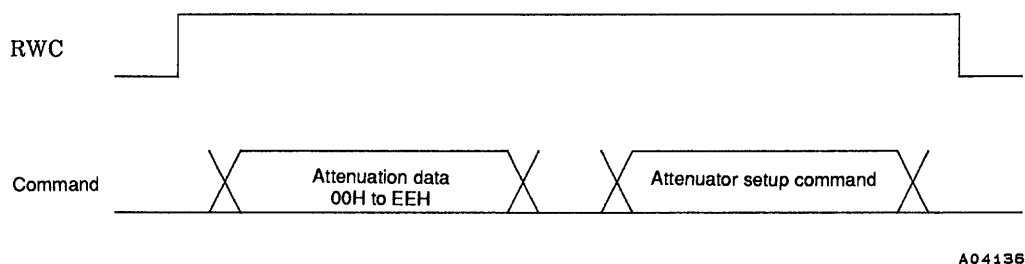 RWC
Command
Attenuation data
00H to EEH
Attenuator setup command
A04136